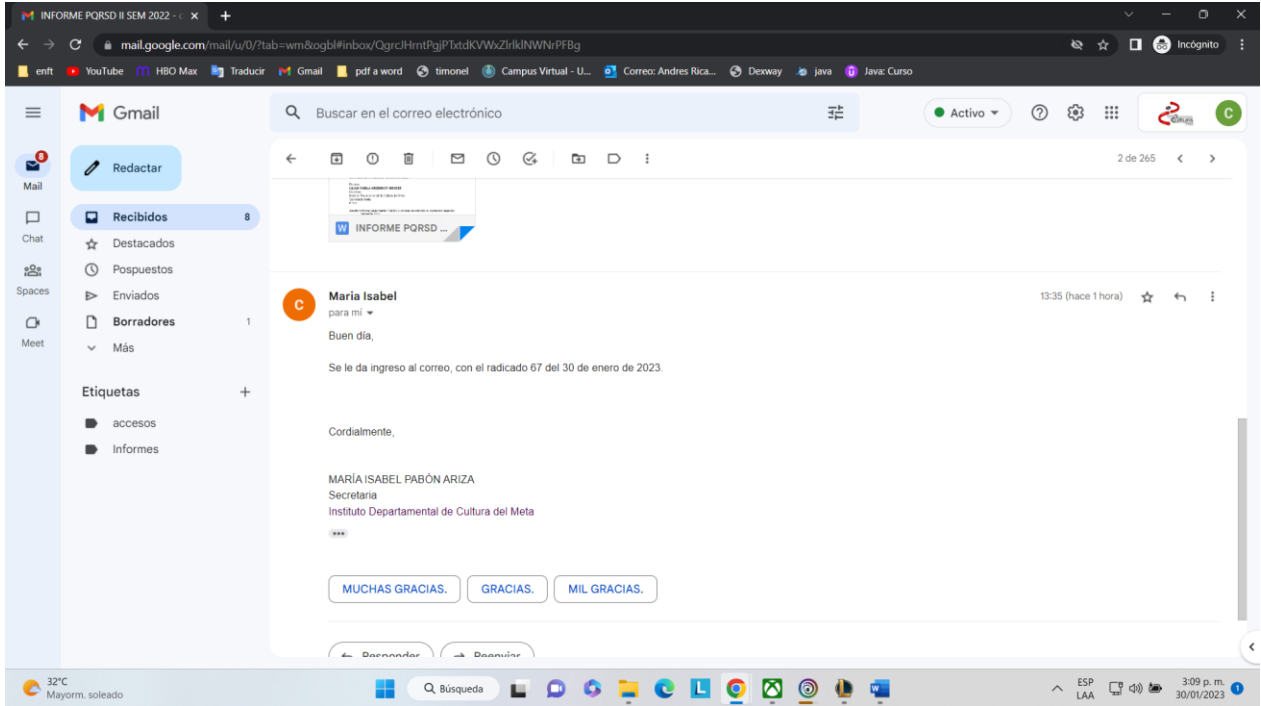 INFORME PQRSD II SEM 2022 - c
mail.google.com/mail/u/0/?tab=wm&ogbl#inbox/QgrcJHrntPgjPTxtdKVWxZlrlklNWNrPFBg
Incógnito
enft YouTube HBO Max Traducir Gmail pdf a word timonel Campus Virtual - U... Correo: Andres Rica... Dexway java Java: Curso
Gmail
Buscar en el correo electrónico
Activo
C
8
Mail
Chat
Spaces
Meet
Redactar
Recibidos 8
Destacados
Pospuestos
Enviados
Borradores 1
Más
Etiquetas
accesos
Informes
2 de 265
W INFORME PQRSD ...
C
Maria Isabel
13:35 (hace 1 hora)
para mí
Buen día,
Se le da ingreso al correo, con el radicado 67 del 30 de enero de 2023.
Cordialmente,
MARÍA ISABEL PABÓN ARIZA
Secretaria
Instituto Departamental de Cultura del Meta
MUCHAS GRACIAS. GRACIAS. MIL GRACIAS.
Responder Reenviar
32°C
Mayorm. soleado
Búsqueda
ESP
LAA
3:09 p. m.
30/01/2023
1